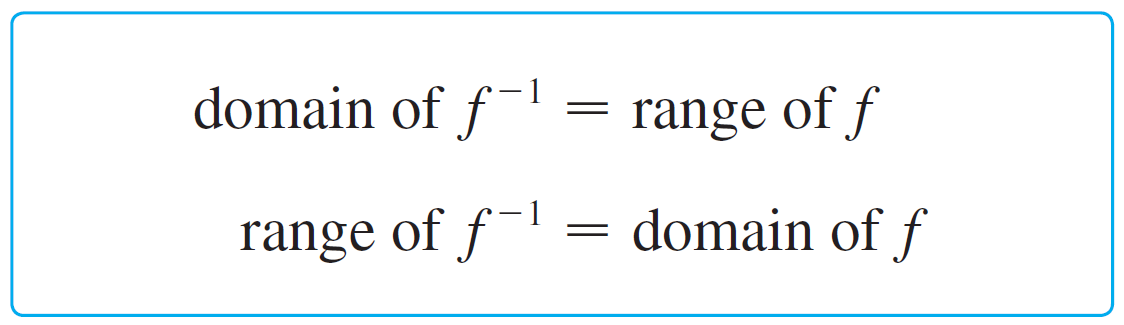 domain of f⁻¹ = range of f
range of f⁻¹ = domain of f